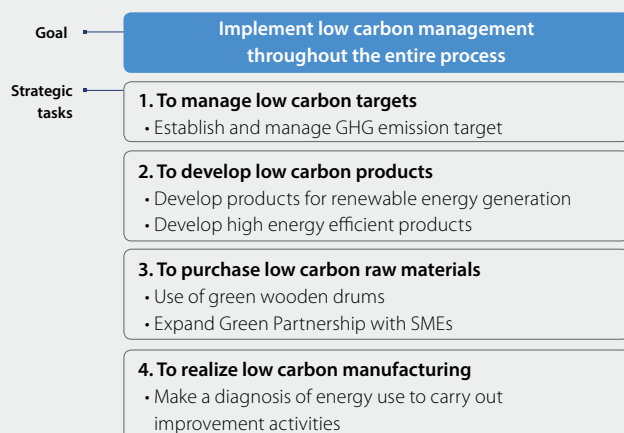 Goal
Implement low carbon management
throughout the entire process
Strategic
tasks
1. To manage low carbon targets
• Establish and manage GHG emission target
2. To develop low carbon products
• Develop products for renewable energy generation
• Develop high energy efficient products
3. To purchase low carbon raw materials
• Use of green wooden drums
• Expand Green Partnership with SMEs
4. To realize low carbon manufacturing
• Make a diagnosis of energy use to carry out
improvement activities